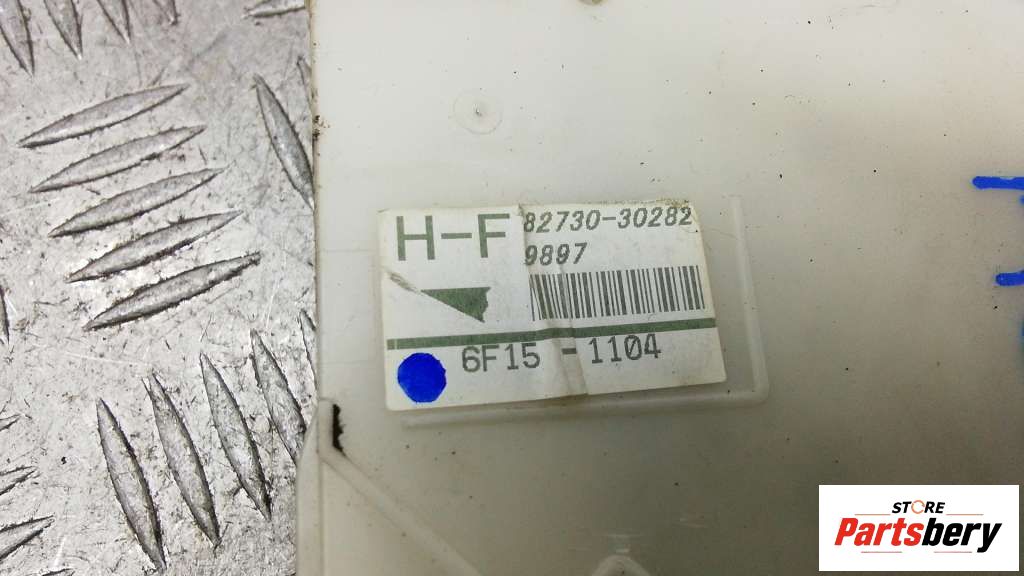 H-F 82730-30282
9897
6F15 -1104
STORE
Partsbery